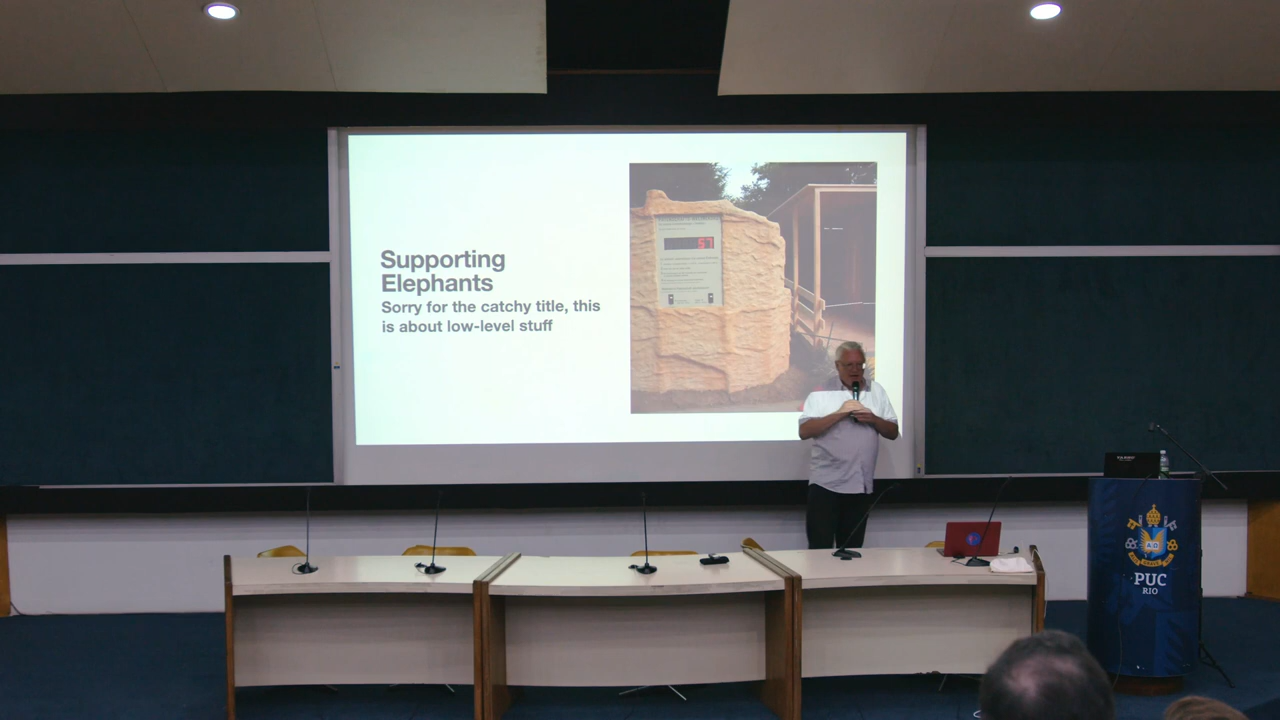 Supporting
Elephants
Sorry for the catchy title, this
is about low-level stuff
57
PUC
RIO